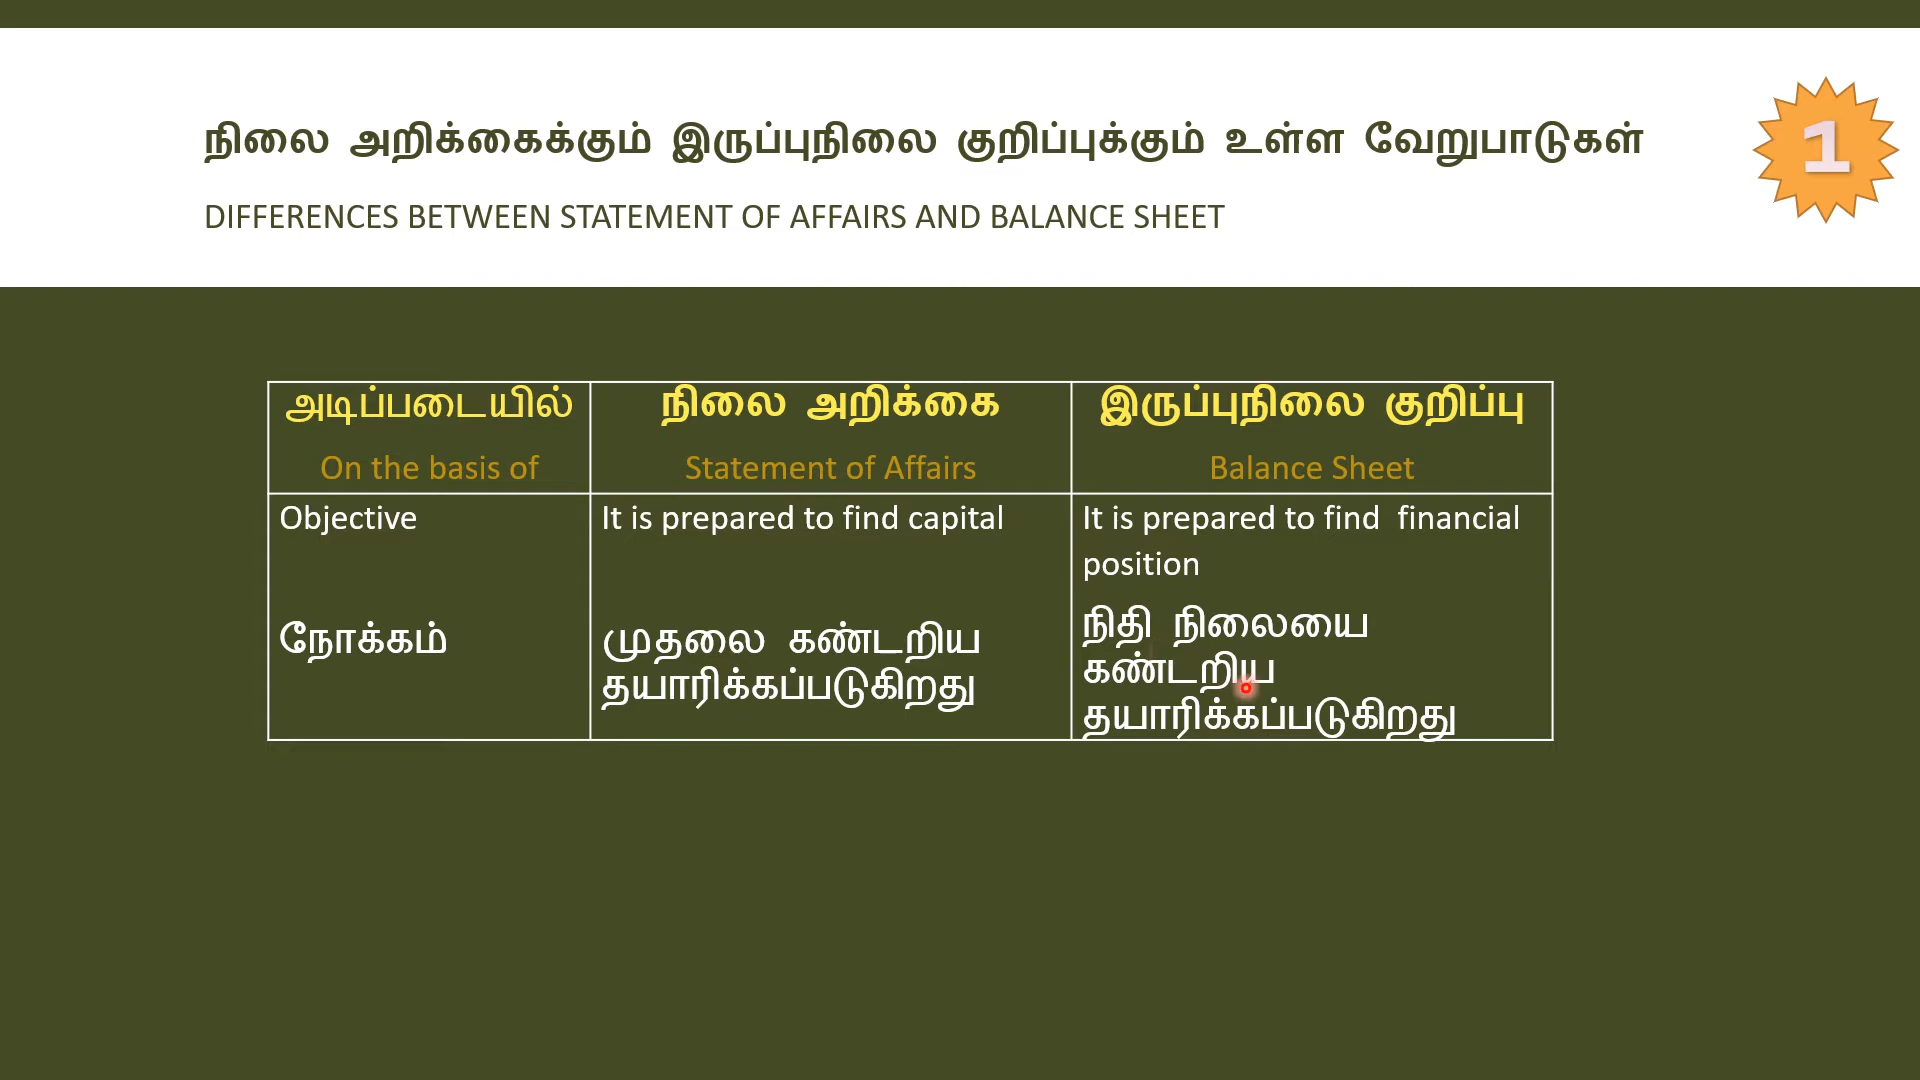 நிலை அறிக்கைக்கும் இருப்புநிலை குறிப்புக்கும் உள்ள வேறுபாடுகள்
1
DIFFERENCES BETWEEN STATEMENT OF AFFAIRS AND BALANCE SHEET
அடிப்படையில்
On the basis of
நிலை அறிக்கை
Statement of Affairs
இருப்புநிலை குறிப்பு
Balance Sheet
Objective
நோக்கம்
It is prepared to find capital
முதலை கண்டறிய
தயாரிக்கப்படுகிறது
It is prepared to find financial
position
நிதி நிலையை
கண்டறிய
தயாரிக்கப்படுகிறது